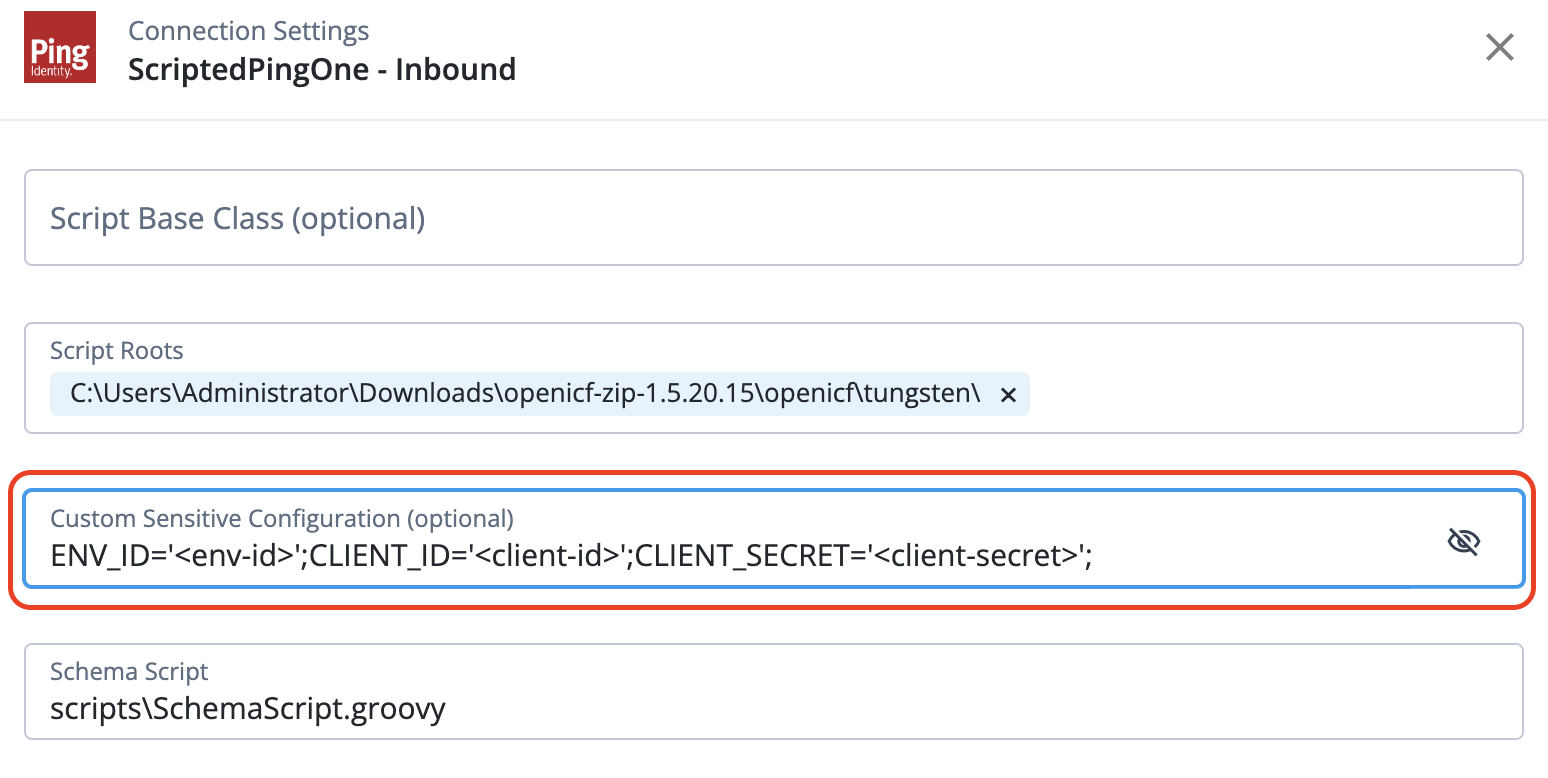 Ping
Identity.
Connection Settings
ScriptedPingOne - Inbound
Script Base Class (optional)
Script Roots
C:\Users\Administrator\Downloads\openicf-zip-1.5.20.15\openicf\tungsten\
Custom Sensitive Configuration (optional)
ENV_ID='<env-id>';CLIENT_ID='<client-id>';CLIENT_SECRET='<client-secret>';
Schema Script
scripts\SchemaScript.groovy